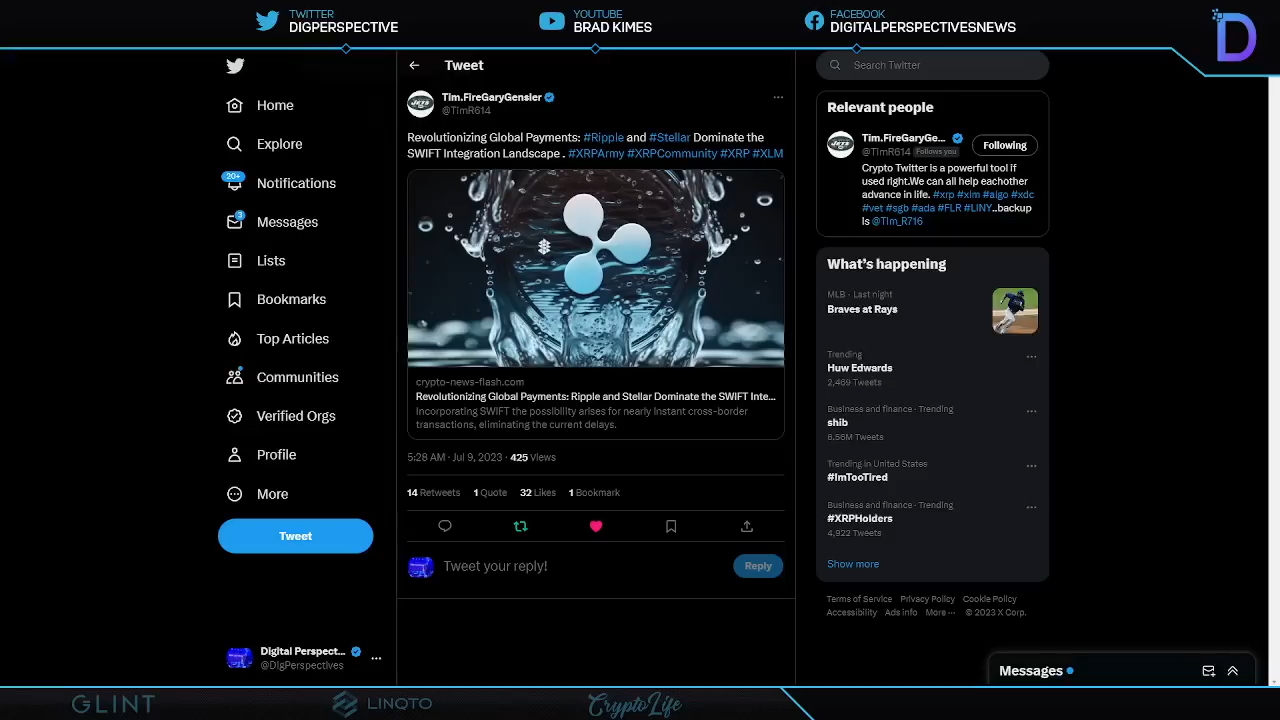 TWITTER
DIGPERSPECTIVE
YOUTUBE
BRAD KIMES
FACEBOOK
DIGITALPERSPECTIVESNEWS
D
Home
Explore
20+
Notifications
3
Messages
Lists
Bookmarks
Top Articles
Communities
Verified Orgs
Profile
More
Tweet
Digital Perspect...
@DigPerspectives
Tweet
JETS
Tim.FireGaryGensler
@TimR614
Revolutionizing Global Payments: #Ripple and #Stellar Dominate the
SWIFT Integration Landscape . #XRPArmy #XRPCommunity #XRP #XLM
crypto-news-flash.com
Revolutionizing Global Payments: Ripple and Stellar Dominate the SWIFT Inte...
Incorporating SWIFT the possibility arises for nearly instant cross-border
transactions, eliminating the current delays.
5:28 AM · Jul 9, 2023 · 425 Views
14 Retweets 1 Quote 32 Likes 1 Bookmark
Tweet your reply!
Reply
Search Twitter
Relevant people
JETS
Tim.FireGaryGe...
@TimR614 Follows you
Following
Crypto Twitter is a powerful tool if
used right.We can all help eachother
advance in life. #xrp #xlm #algo #xdc
#vet #sgb #ada #FLR #LINY..backup
is @Tim_R716
What's happening
MLB · Last night
Braves at Rays
Trending
Huw Edwards
2,469 Tweets
Business and finance · Trending
shib
6.56M Tweets
Trending in United States
#ImTooTired
Business and finance · Trending
#XRPHolders
4,922 Tweets
Show more
Terms of Service Privacy Policy Cookie Policy
Accessibility Ads info More ··· © 2023 X Corp.
Messages
GLINT
LINQTO
CryptoLife